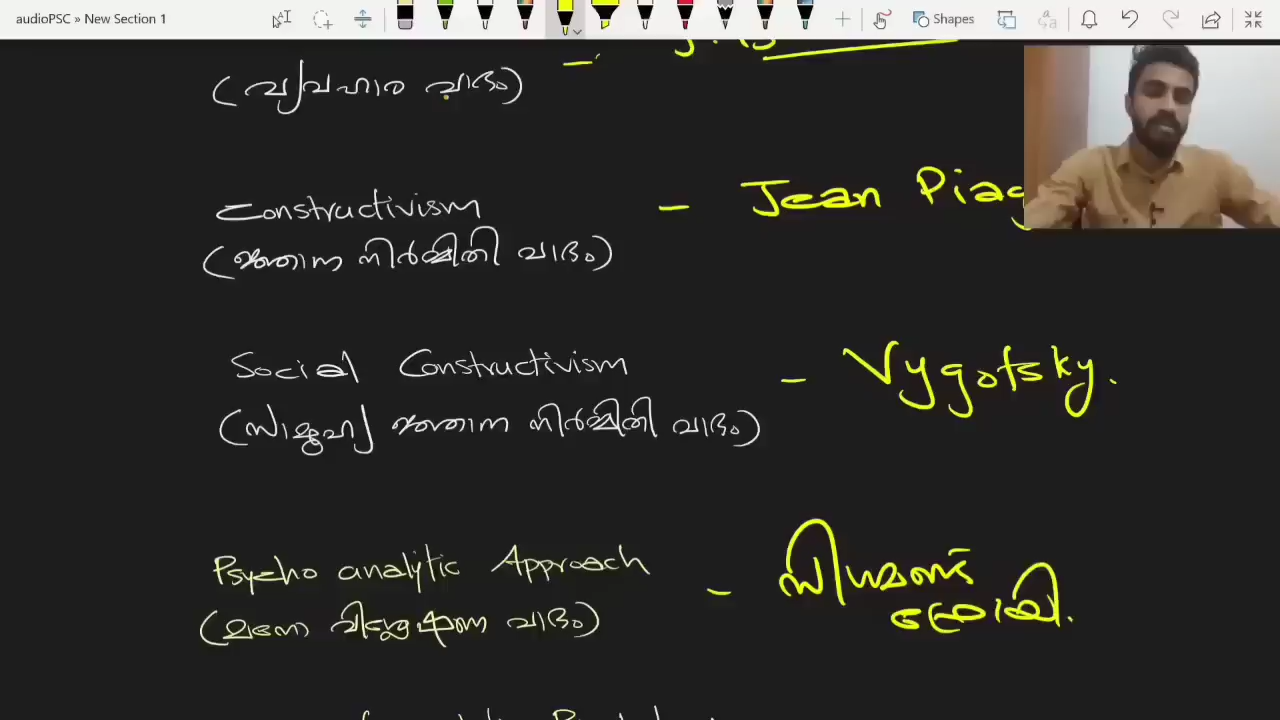 audioPSC » New Section 1
Shapes
(വ്യവഹാര വാദം) –
Constructivism – Jean Piag
(ജ്ഞാന നിർമ്മിതി വാദം)
Social Constructivism – Vygotsky.
(സാമൂഹ്യ ജ്ഞാന നിർമ്മിതി വാദം)
Psycho analytic Approach – സിഗ്മണ്ട്
(മനോ വിശ്ലേഷണ വാദം)